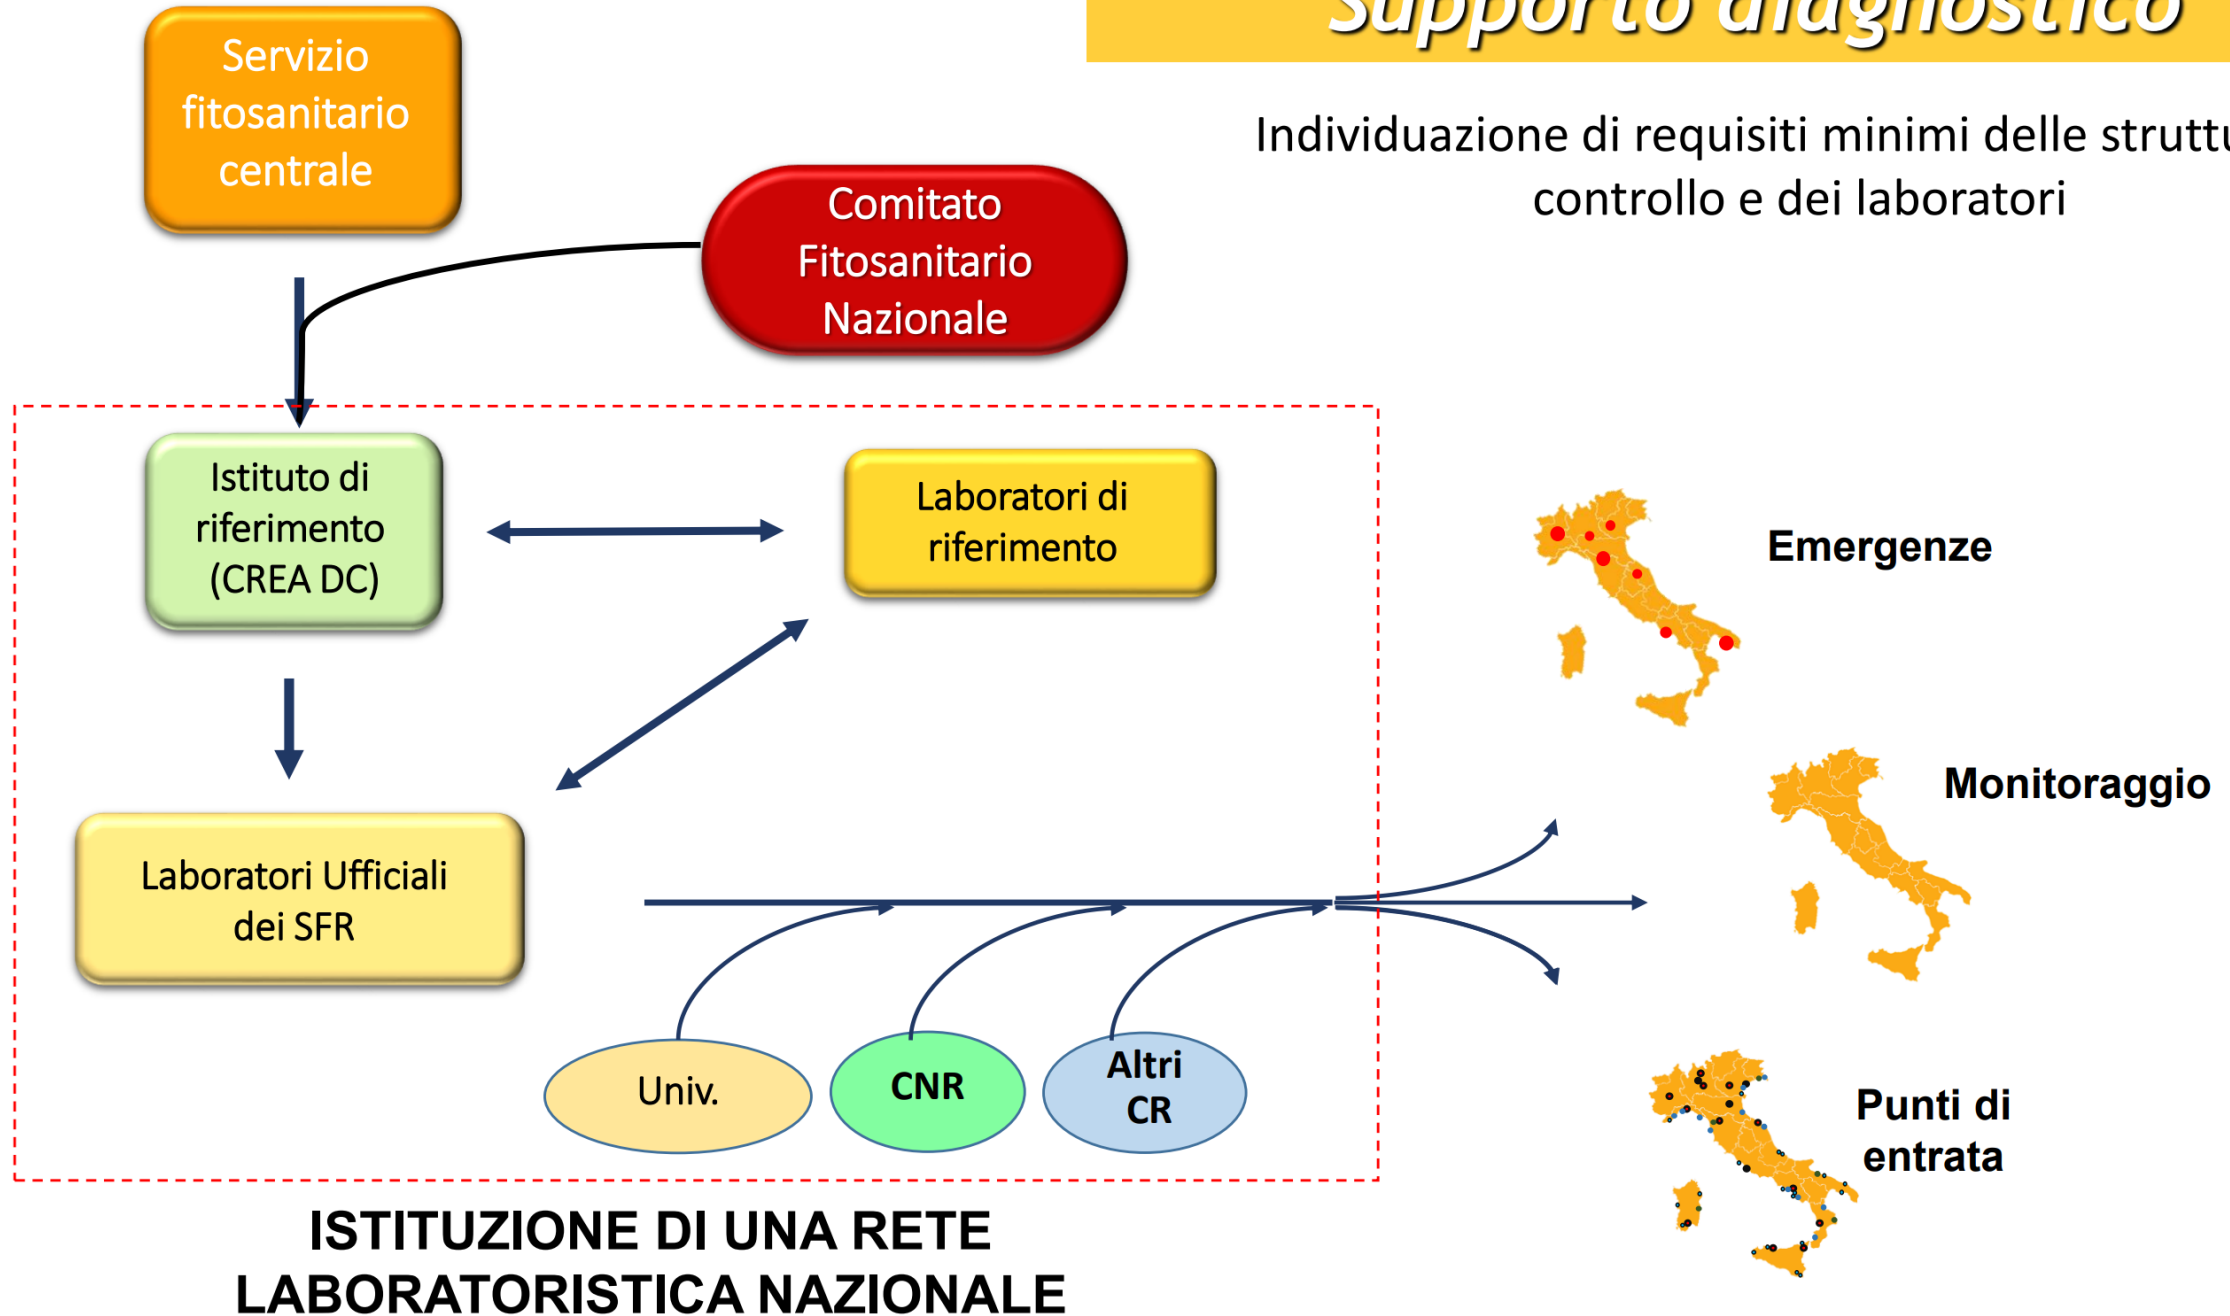 Supporto diagnostico
Individuazione di requisiti minimi delle
controllo e dei laboratori
Servizio
fitosanitario
centrale
Comitato
Fitosanitario
Nazionale
Istituto di
riferimento
(CREA DC)
Laboratori di
riferimento
Laboratori Ufficiali
dei SFR
Univ.
CNR
Altri
CR
Emergenze
Monitoraggio
Punti di
entrata
ISTITUZIONE DI UNA RETE
LABORATORISTICA NAZIONALE